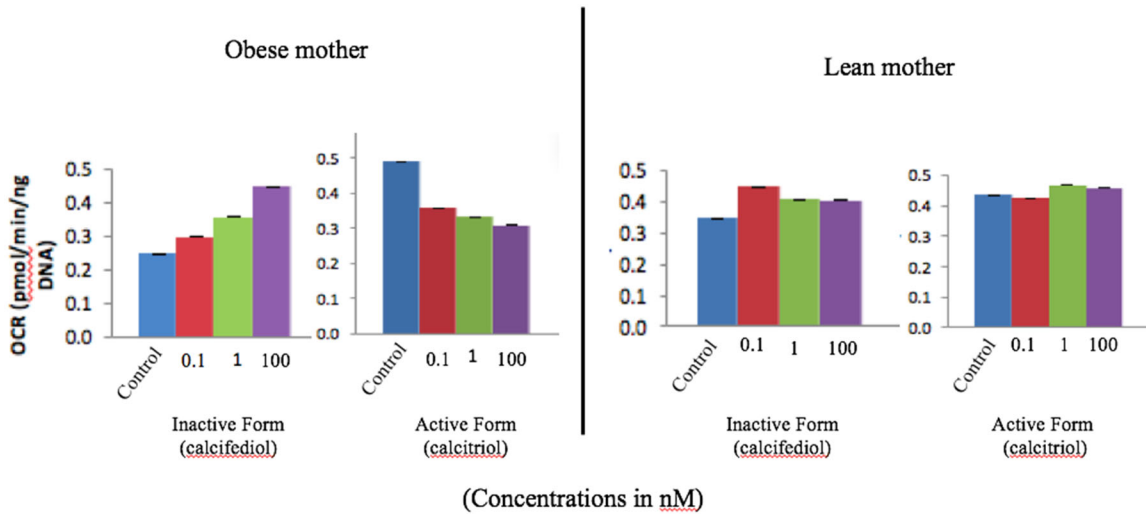 Obese mother
Lean mother
OCR (pmol/min/ng
DNA)
0.5
0.4
0.3
0.2
0.1
0.0
Control
0.1
1
100
Inactive Form
(calcifediol)
0.5
0.4
0.3
0.2
0.1
0.0
Control
0.1
1
100
Active Form
(calcitriol)
0.5
0.4
0.3
0.2
0.1
0.0
Control
0.1
1
100
Inactive Form
(calcifediol)
0.5
0.4
0.3
0.2
0.1
0.0
Control
0.1
1
100
Active Form
(calcitriol)
(Concentrations in nM)